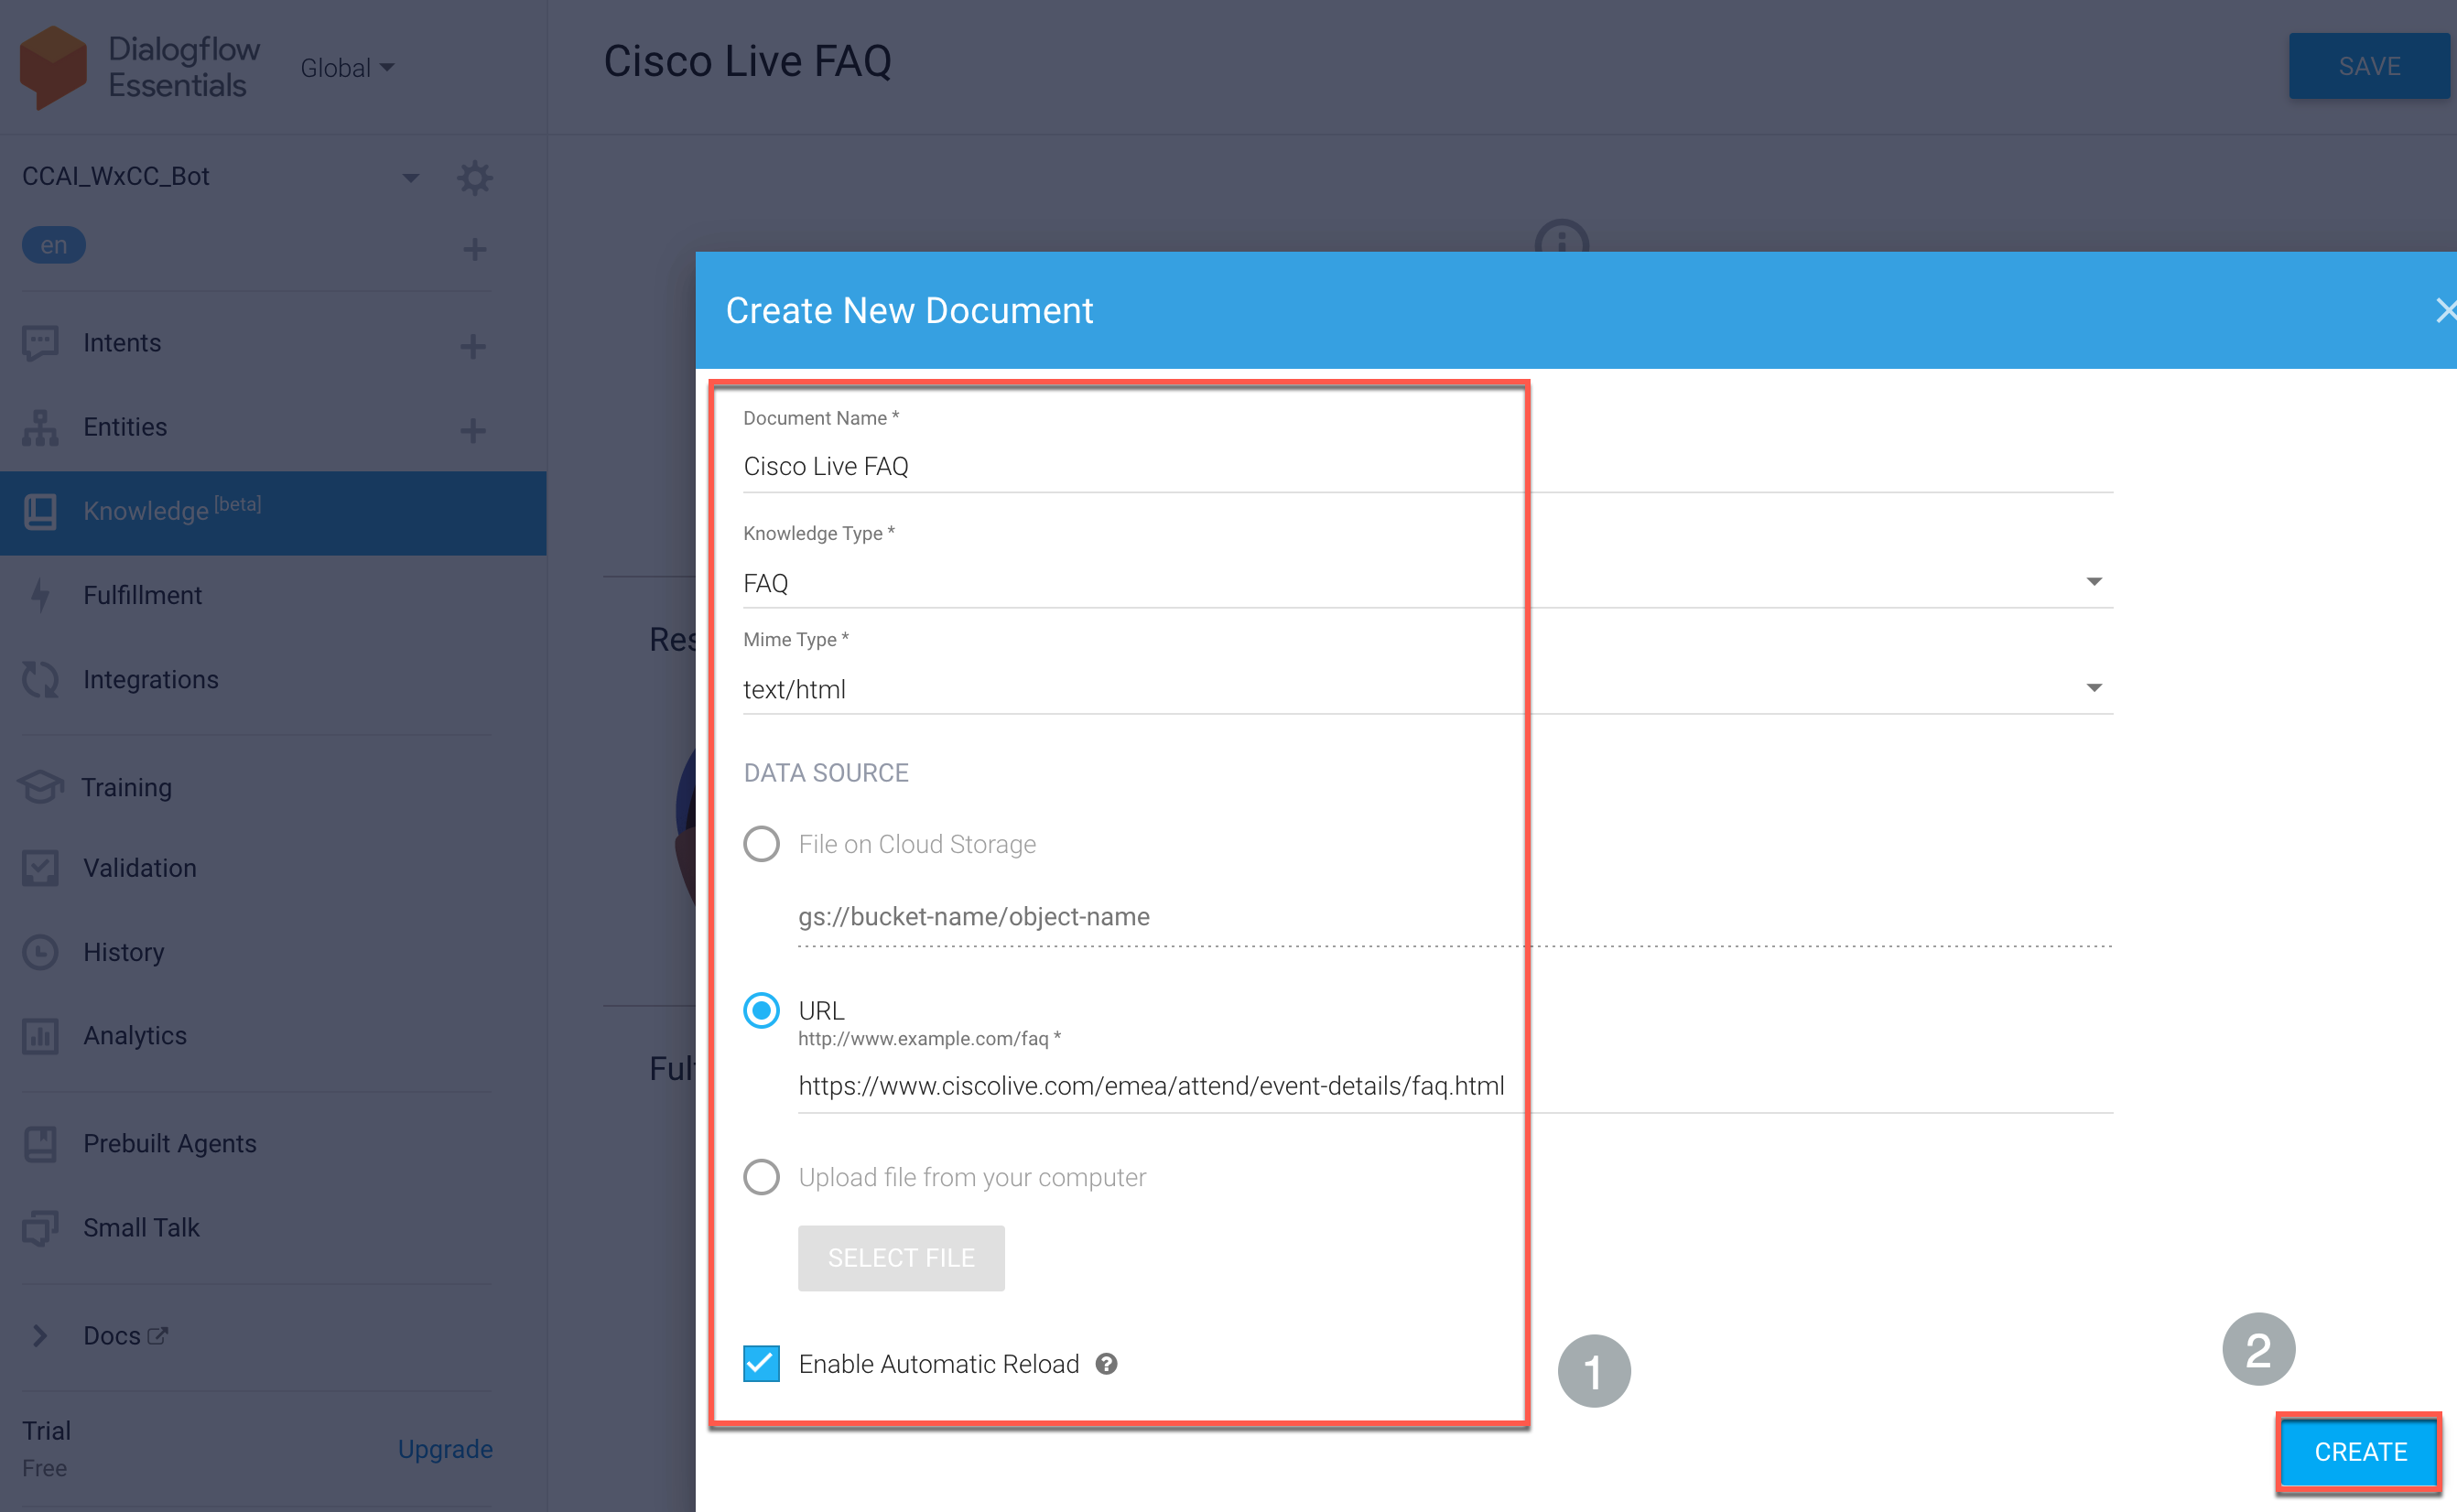 Dialogflow
Essentials
Global
Cisco Live FAQ
SAVE
CCAI_WxCC_Bot
en
Intents
Entities
Knowledge [beta]
Fulfillment
Integrations
Training
Validation
History
Analytics
Prebuilt Agents
Small Talk
Docs
Trial
Free
Upgrade
Res
Ful
Create New Document
Document Name *
Cisco Live FAQ
Knowledge Type *
FAQ
Mime Type *
text/html
DATA SOURCE
File on Cloud Storage
gs://bucket-name/object-name
URL
http://www.example.com/faq *
https://www.ciscolive.com/emea/attend/event-details/faq.html
Upload file from your computer
SELECT FILE
Enable Automatic Reload
1
2
CREATE